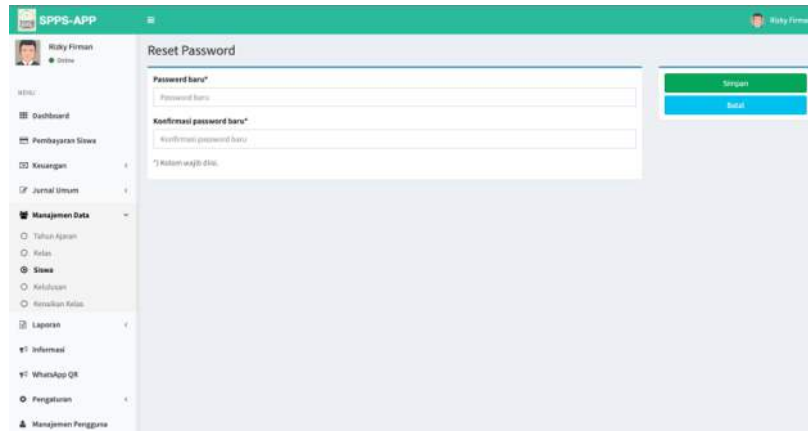 SPPS-APP
Rizky Firman
Rizky Firman
Online
MENU
Dashboard
Pembayaran Siswa
Keuangan
Jurnal Umum
Manajemen Data
Tahun Ajaran
Kelas
Siswa
Kelulusan
Kenaikan Kelas
Laporan
Informasi
WhatsApp QR
Pengaturan
Manajemen Pengguna
Reset Password
Password baru*
Password baru
Konfirmasi password baru*
Konfirmasi password baru
*) Kolom wajib diisi.
Simpan
Batal